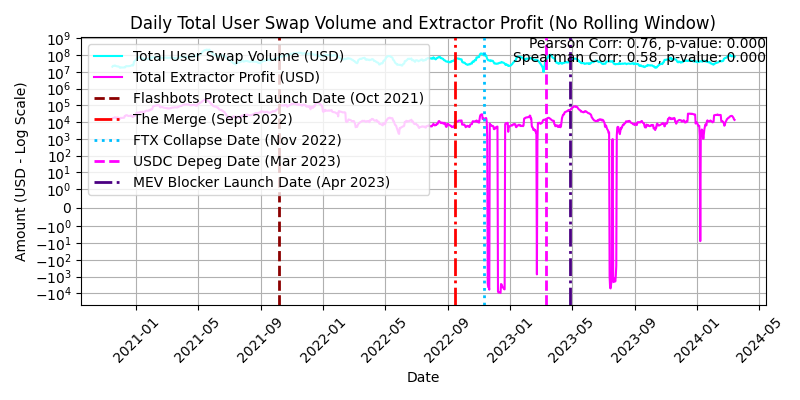 Daily Total User Swap Volume and Extractor Profit (No Rolling Window)
Pearson Corr: 0.76, p-value: 0.000
Spearman Corr: 0.58, p-value: 0.000
Total User Swap Volume (USD)
Total Extractor Profit (USD)
Flashbots Protect Launch Date (Oct 2021)
The Merge (Sept 2022)
FTX Collapse Date (Nov 2022)
USDC Depeg Date (Mar 2023)
MEV Blocker Launch Date (Apr 2023)
Amount (USD - Log Scale)
10⁹
10⁸
10⁷
10⁶
10⁵
10⁴
10³
10²
10¹
10⁰
0
−10⁰
−10¹
−10²
−10³
−10⁴
2021-01
2021-05
2021-09
2022-01
2022-05
2022-09
2023-01
2023-05
2023-09
2024-01
2024-05
Date